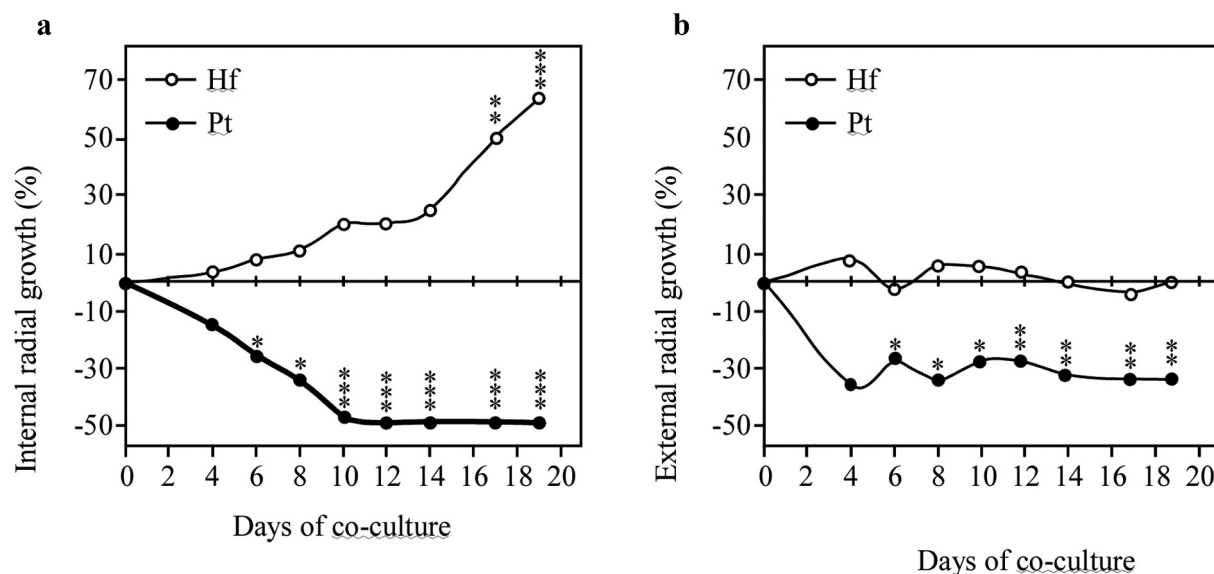 a
Internal radial growth (%)
70
50
30
10
-10
-30
-50
Hf
Pt
* *
* * *
*
*
* * *
* * *
* * *
* * *
* * *
0 2 4 6 8 10 12 14 16 18 20
Days of co-culture
b
External radial growth (%)
70
50
30
10
-10
-30
-50
Hf
Pt
*
*
*
* *
* *
* *
* *
0 2 4 6 8 10 12 14 16 18 20
Days of co-culture